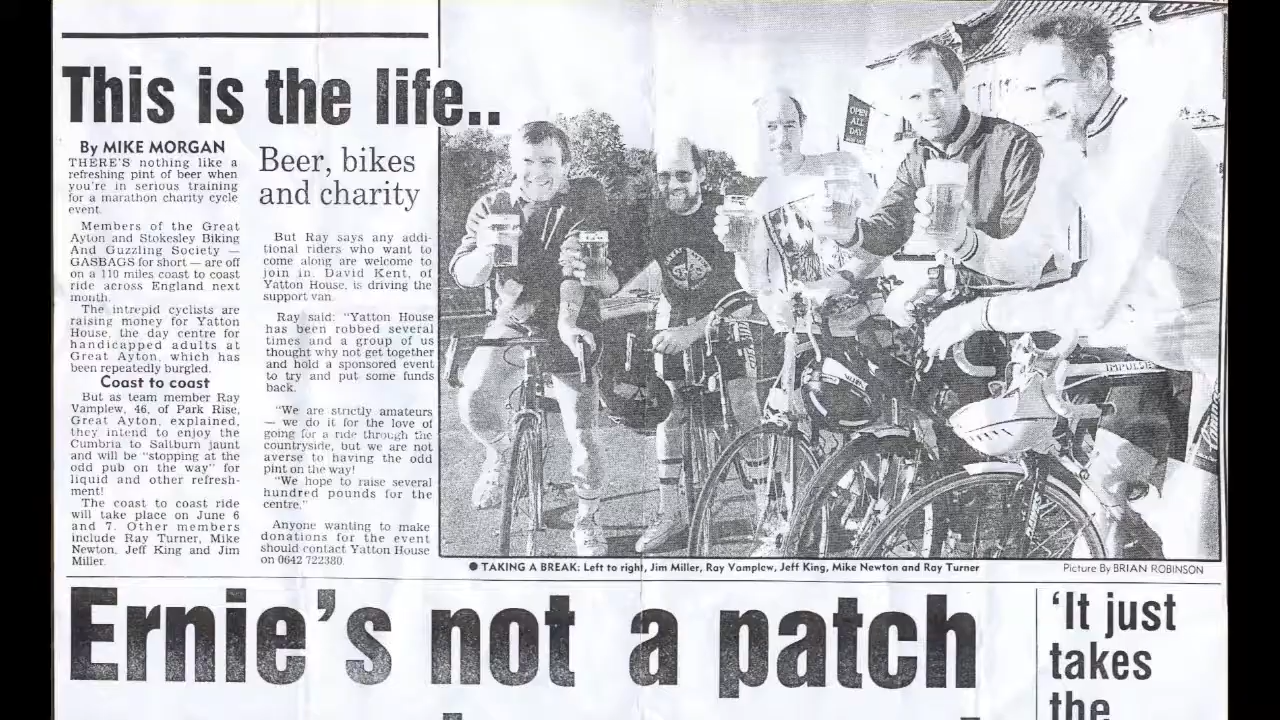 This is the life..
By MIKE MORGAN
THERE'S nothing like a
refreshing pint of beer when
you're in serious training
for a marathon charity cycle
event.
Members of the Great
Ayton and Stokesley Biking
And Guzzling Society —
GASBAGS for short — are off
on a 110 miles coast to coast
ride across England next
month.
The intrepid cyclists are
raising money for Yatton
House, the day centre for
handicapped adults at
Great Ayton, which has
been repeatedly burgled.
Coast to coast
But as team member Ray
Vamplew, 46, of Park Rise,
Great Ayton, explained,
they intend to enjoy the
Cumbria to Saltburn jaunt
and will be "stopping at the
odd pub on the way" for
liquid and other refresh-
ment!
The coast to coast ride
will take place on June 6
and 7. Other members
include Ray Turner, Mike
Newton, Jeff King and Jim
Miller.
Beer, bikes
and charity
But Ray says any addi-
tional riders who want to
come along are welcome to
join in. David Kent, of
Yatton House, is driving the
support van.
Ray said: "Yatton House
has been robbed several
times and a group of us
thought why not get together
and hold a sponsored event
to try and put some funds
back.
"We are strictly amateurs
— we do it for the love of
going for a ride through the
countryside, but we are not
averse to having the odd
pint on the way!
"We hope to raise several
hundred pounds for the
centre."
Anyone wanting to make
donations for the event
should contact Yatton House
on 0642 722380.
OPEN
ALL
DAY
IMPULSE
● TAKING A BREAK: Left to right, Jim Miller, Ray Vamplew, Jeff King, Mike Newton and Ray Turner
Picture By BRIAN ROBINSON
Ernie's not a patch
'It just
takes
the